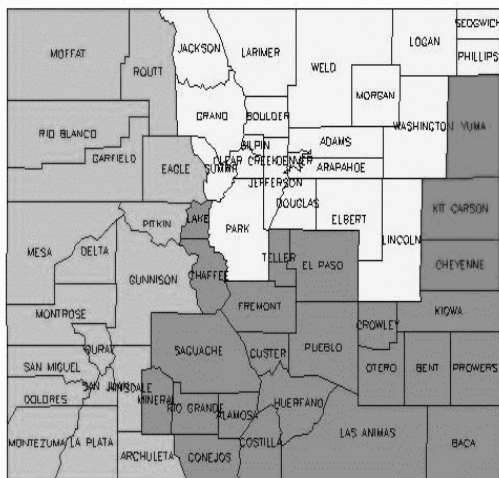 SEDGWICH
LOGAN
JACKSON
LARIMER
MOFFAT
PHILLIPS
ROUTT
WELD
MORGAN
GRAND
BOULDER
WASHINGTON
YUMA
RIO BLANCO
GILPIN
ADAMS
GARFIELD
CLEAR CREEK
DENVER
ARAPAHOE
EAGLE
SUMMIT
JEFFERSON
DOUGLAS
KIT CARSON
LAKE
ELBERT
PITKIN
PARK
LINCOLN
MESA
DELTA
TELLER
EL PASO
CHAFFEE
CHEYENNE
GUNNISON
FREMONT
KIOWA
MONTROSE
CROWLEY
PUEBLO
OURAY
SAGUACHE
CUSTER
SAN MIGUEL
OTERO
BENT
PROWERS
SAN JUAN
HINSDALE
MINERAL
DOLORES
RIO GRANDE
HUERFANO
ALAMOSA
LAS ANIMAS
MONTEZUMA
LA PLATA
ARCHULETA
CONEJOS
COSTILLA
BACA